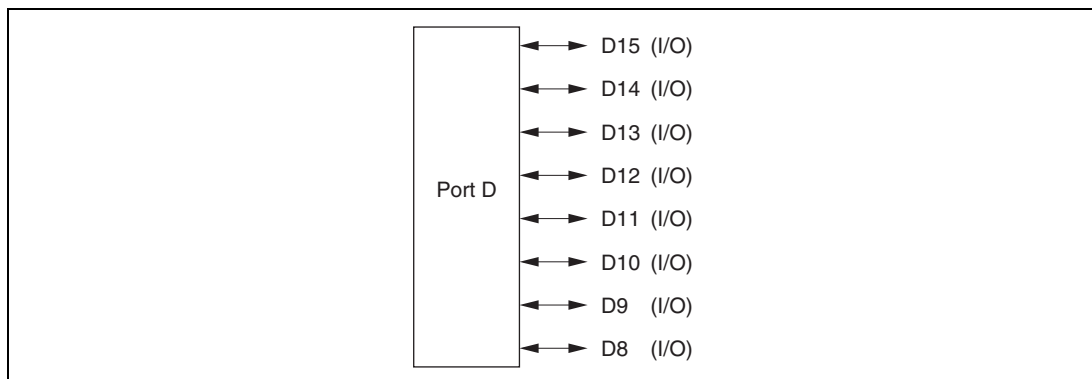 D15 (I/O)
D14 (I/O)
D13 (I/O)
D12 (I/O)
Port D
D11 (I/O)
D10 (I/O)
D9 (I/O)
D8 (I/O)